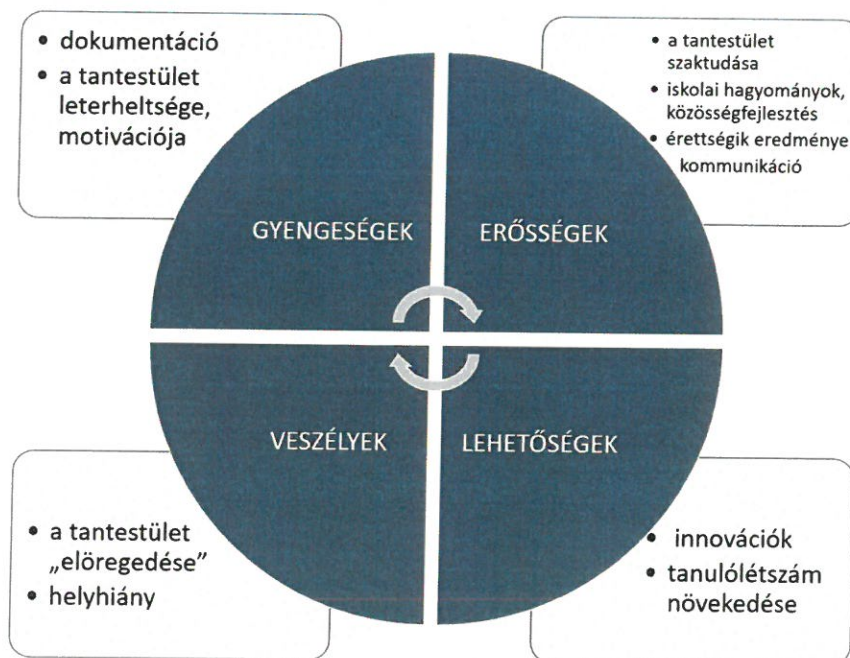 • dokumentáció
• a tantestület
leterheltsége,
motivációja
• a tantestület
szaktudása
• iskolai hagyományok,
közösségfejlesztés
• érettségik eredménye
kommunikáció
GYENGESÉGEK
ERŐSSÉGEK
VESZÉLYEK
LEHETŐSÉGEK
• a tantestület
„elöregedése”
• helyhiány
• innovációk
• tanulólétszám
növekedése